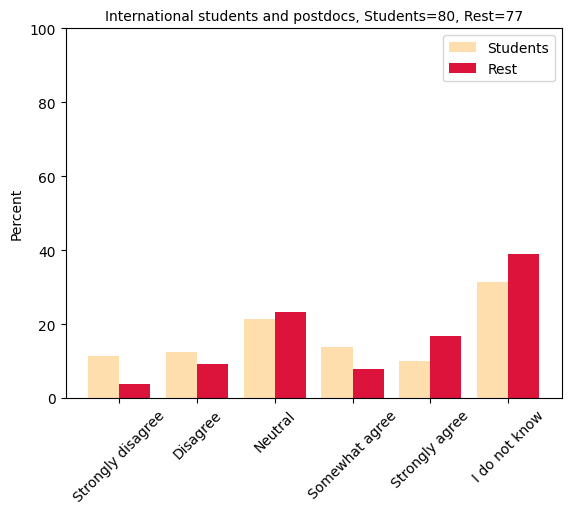 International students and postdocs, Students=80, Rest=77
Students
Rest
Percent
100
80
60
40
20
0
Strongly disagree
Disagree
Neutral
Somewhat agree
Strongly agree
I do not know